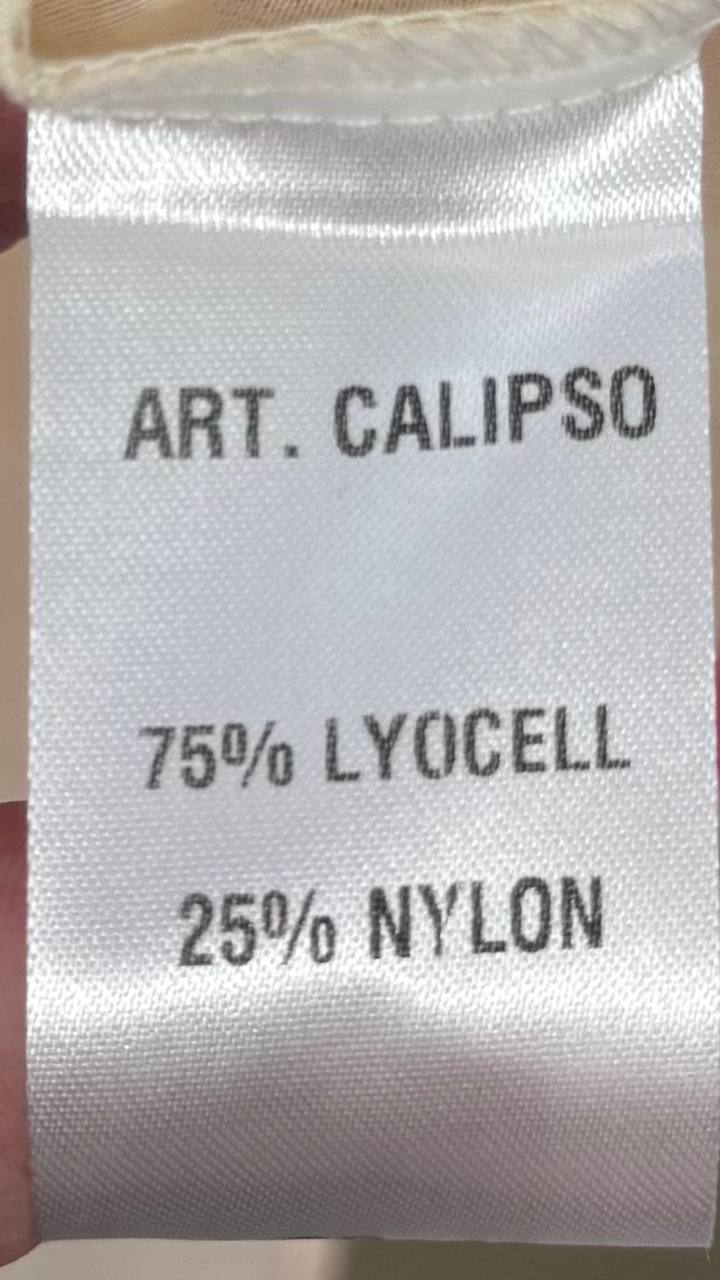 ART. CALIPSO
75% LYOCELL
25% NYLON